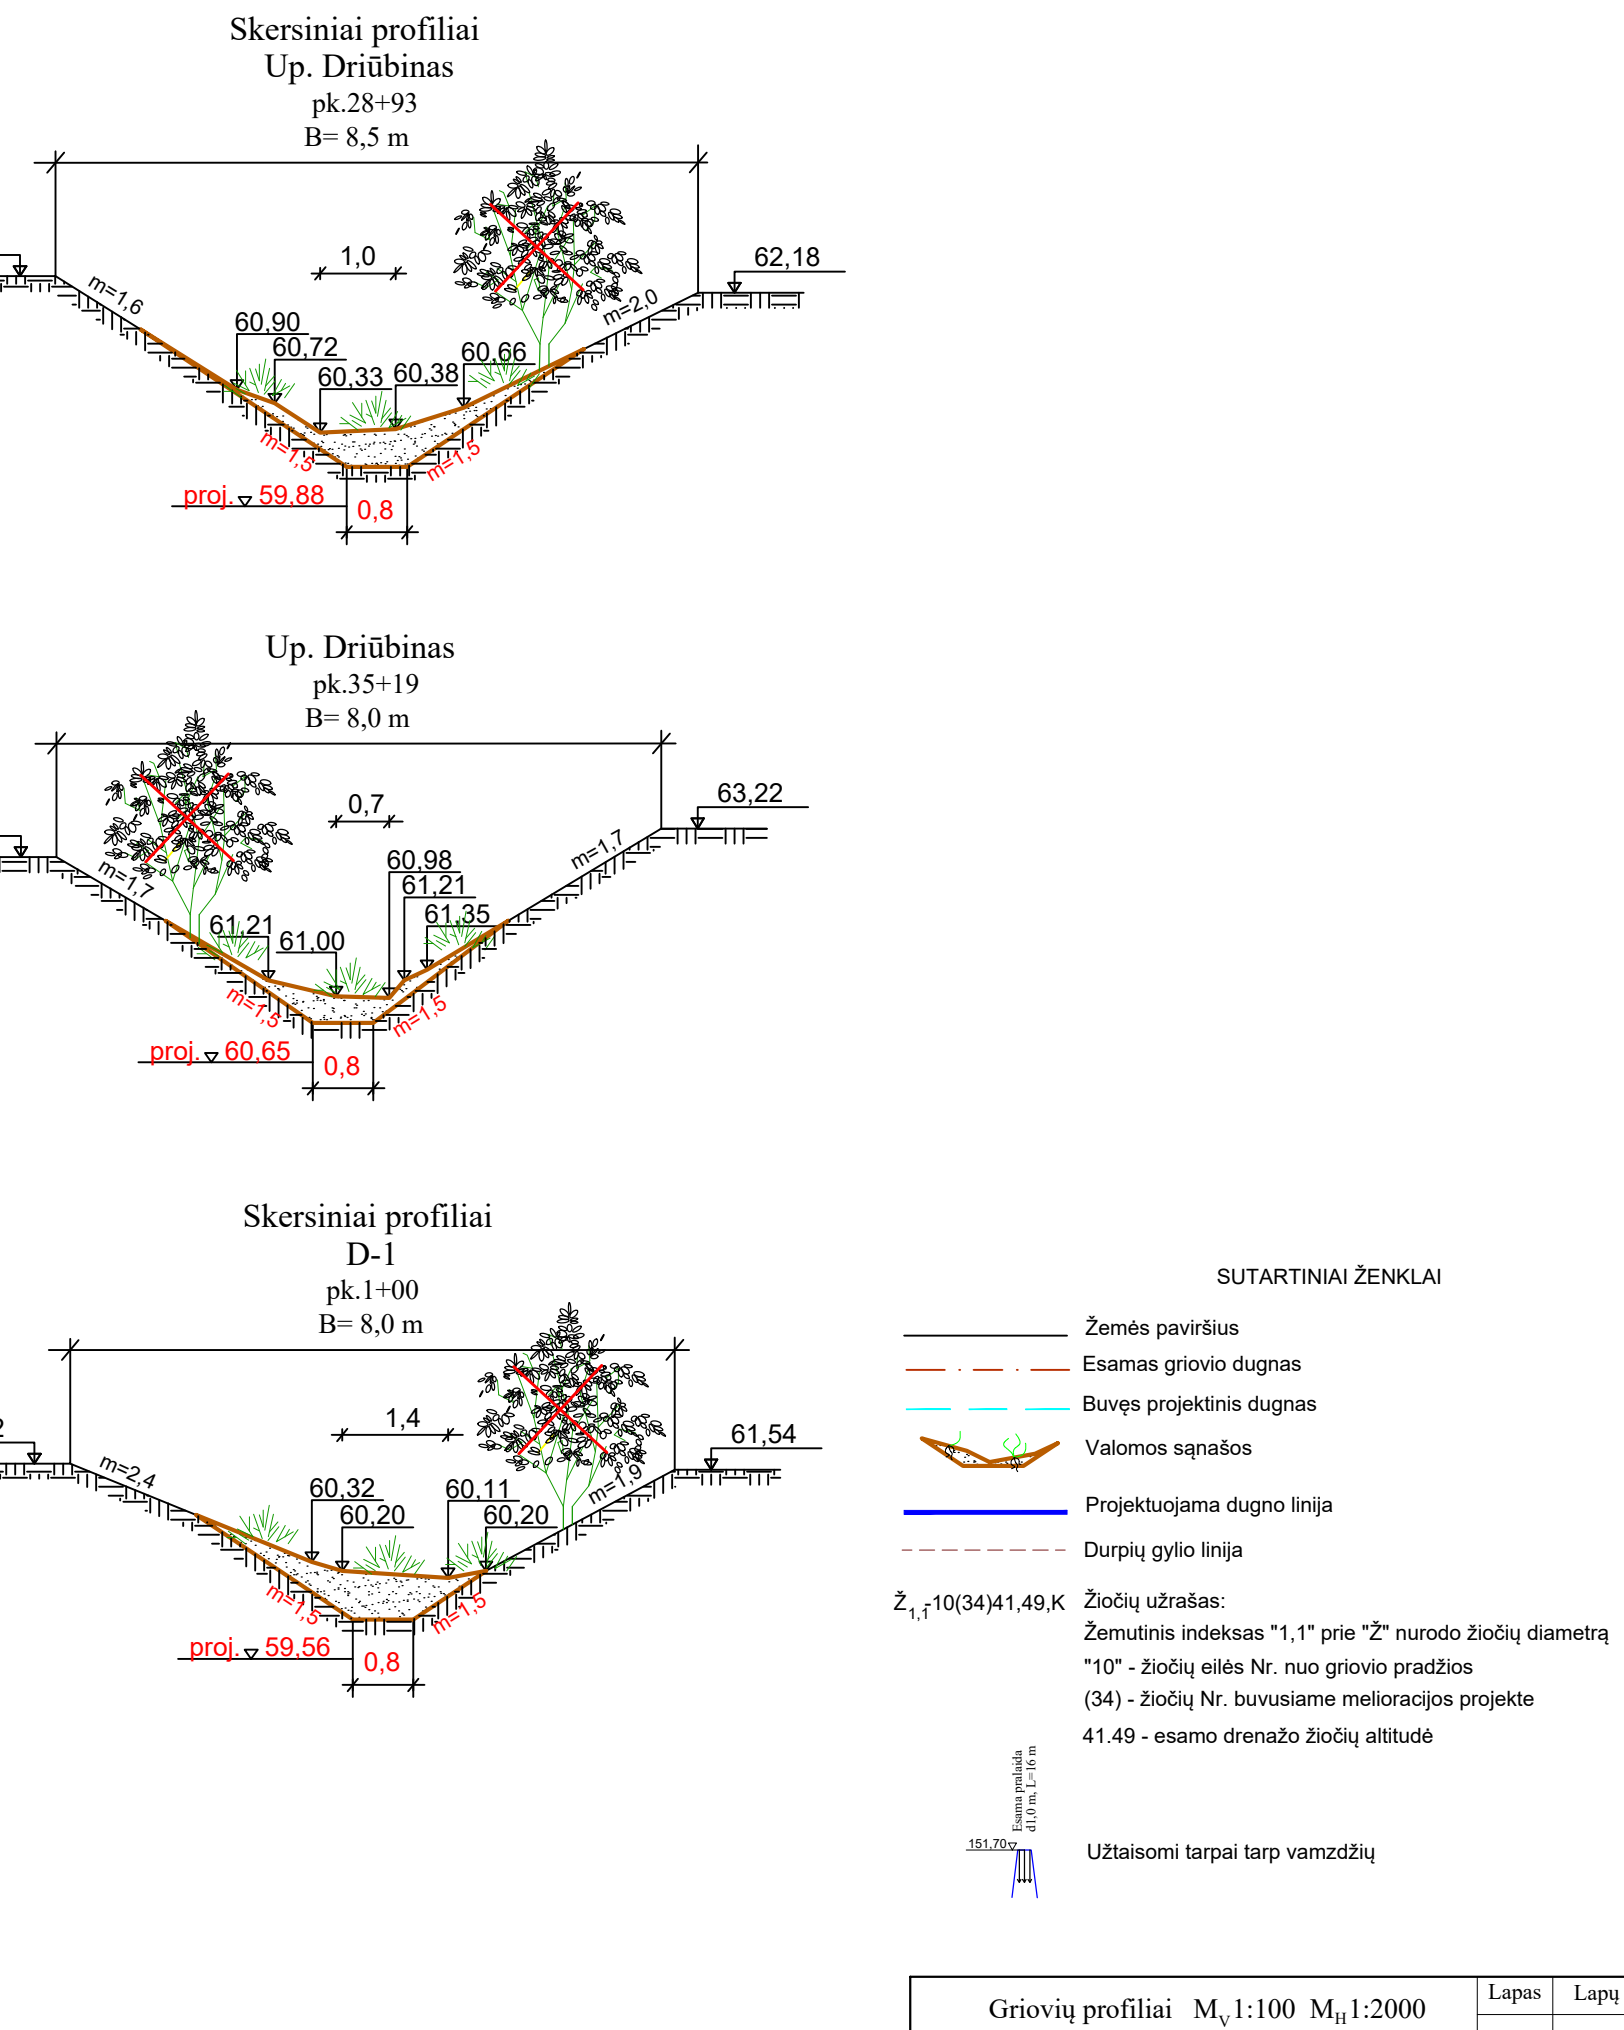 Skersiniai profiliai
Up. Driūbinas
pk.28+93
B= 8,5 m
1,0
62,18
m=1,6
m=2,0
60,90
60,72
60,33
60,38
60,66
m=1,5
m=1,5
proj. 59,88
0,8
Up. Driūbinas
pk.35+19
B= 8,0 m
0,7
63,22
m=1,7
m=1,7
60,98
61,21
61,35
61,21
61,00
m=1,5
m=1,5
proj. 60,65
0,8
Skersiniai profiliai
D-1
pk.1+00
B= 8,0 m
2
1,4
61,54
m=2,4
m=1,9
60,32
60,20
60,11
60,20
m=1,5
m=1,5
proj. 59,56
0,8
SUTARTINIAI ŽENKLAI
Žemės paviršius
Esamas griovio dugnas
Buvęs projektinis dugnas
Valomos sąnašos
Projektuojama dugno linija
Durpių gylio linija
Ž1,1-10(34)41,49,K Žiočių užrašas:
Žemutinis indeksas "1,1" prie "Ž" nurodo žiočių diametrą
"10" - žiočių eilės Nr. nuo griovio pradžios
(34) - žiočių Nr. buvusiame melioracijos projekte
41.49 - esamo drenažo žiočių altitudė
Esama pralaida
d1,0 m, L=16 m
151,70
Užtaisomi tarpai tarp vamzdžių
Griovių profiliai MV1:100 MH1:2000
Lapas
Lapų